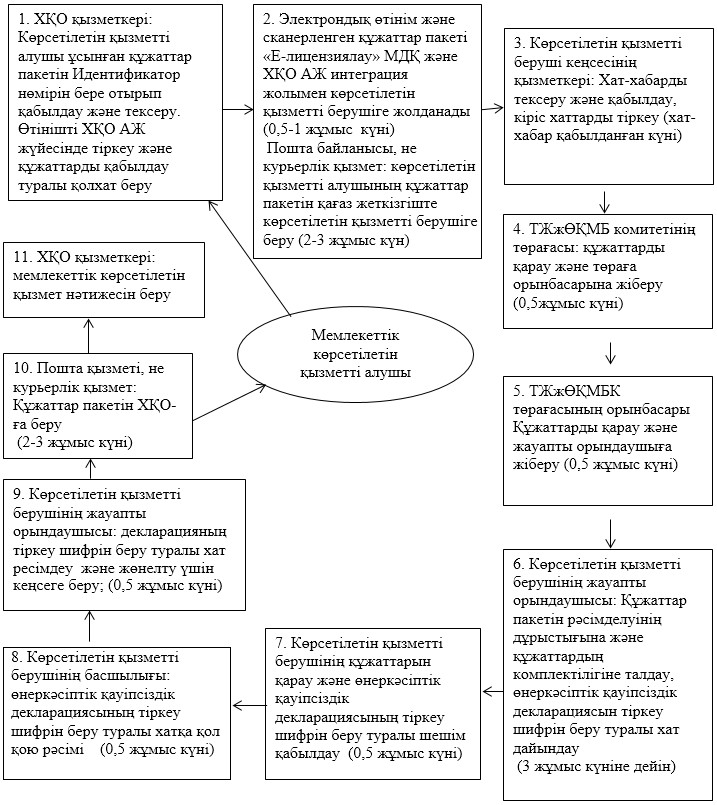 1. ХҚО қызметкері:
Көрсетілетін қызметті
алушы ұсынған құжаттар
пакетін Идентификатор
нөмірін бере отырып
қабылдау және тексеру.
Өтінішті ХҚО АЖ
жүйесінде тіркеу және
құжаттарды қабылдау
туралы қолхат беру
2. Электрондық өтінім және
сканерленген құжаттар пакеті
«Е-лицензиялау» МДҚ және
ХҚО АЖ интеграция
жолымен көрсетілетін
қызметті берушіге жолданады
(0,5-1 жұмыс күні)
Пошта байланысы, не
курьерлік қызмет: көрсетілетін
қызметті алушының құжаттар
пакетін қағаз жеткізгіште
көрсетілетін қызметті берушіге
беру (2-3 жұмыс күн)
3. Көрсетілетін қызметті
беруші кеңсесінің
қызметкері: Хат-хабарды
тексеру және қабылдау,
кіріс хаттарды тіркеу (хат-
хабар қабылданған күні)
4. ТЖжӨҚМБ комитетінің
төрағасы: құжаттарды
қарау және төраға
орынбасарына жіберу
(0,5жұмыс күні)
5. ТЖжӨҚМБК
төрағасының орынбасары
Құжаттарды қарау және
жауапты орындаушыға
жіберу (0,5 жұмыс күні)
6. Көрсетілетін қызметті
берушінің жауапты
орындаушысы: Құжаттар
пакетін рәсімделуінің
дұрыстығына және
құжаттардың
комплектілігіне талдау,
өнеркәсіптік қауіпсіздік
декларациясын тіркеу
шифрін беру туралы хат
дайындау
(3 жұмыс күніне дейін)
7. Көрсетілетін қызметті
берушінің құжаттарын
қарау және өнеркәсіптік
қауіпсіздік
декларациясының тіркеу
шифрін беру туралы шешім
қабылдау (0,5 жұмыс күні)
8. Көрсетілетін қызметті
берушінің басшылығы:
өнеркәсіптік қауіпсіздік
декларациясының тіркеу
шифрін беру туралы хатқа қол
қою рәсімі (0,5 жұмыс күні)
9. Көрсетілетін қызметті
берушінің жауапты
орындаушысы: декларацияның
тіркеу шифрін беру туралы хат
ресімдеу және жөнелту үшін
кеңсеге беру; (0,5 жұмыс күні)
10. Пошта қызметі, не
курьерлік қызмет:
Құжаттар пакетін ХҚО-
ға беру
(2-3 жұмыс күні)
11. ХҚО қызметкері:
мемлекеттік көрсетілетін
қызмет нәтижесін беру
Мемлекеттік
көрсетілетін
қызметті алушы